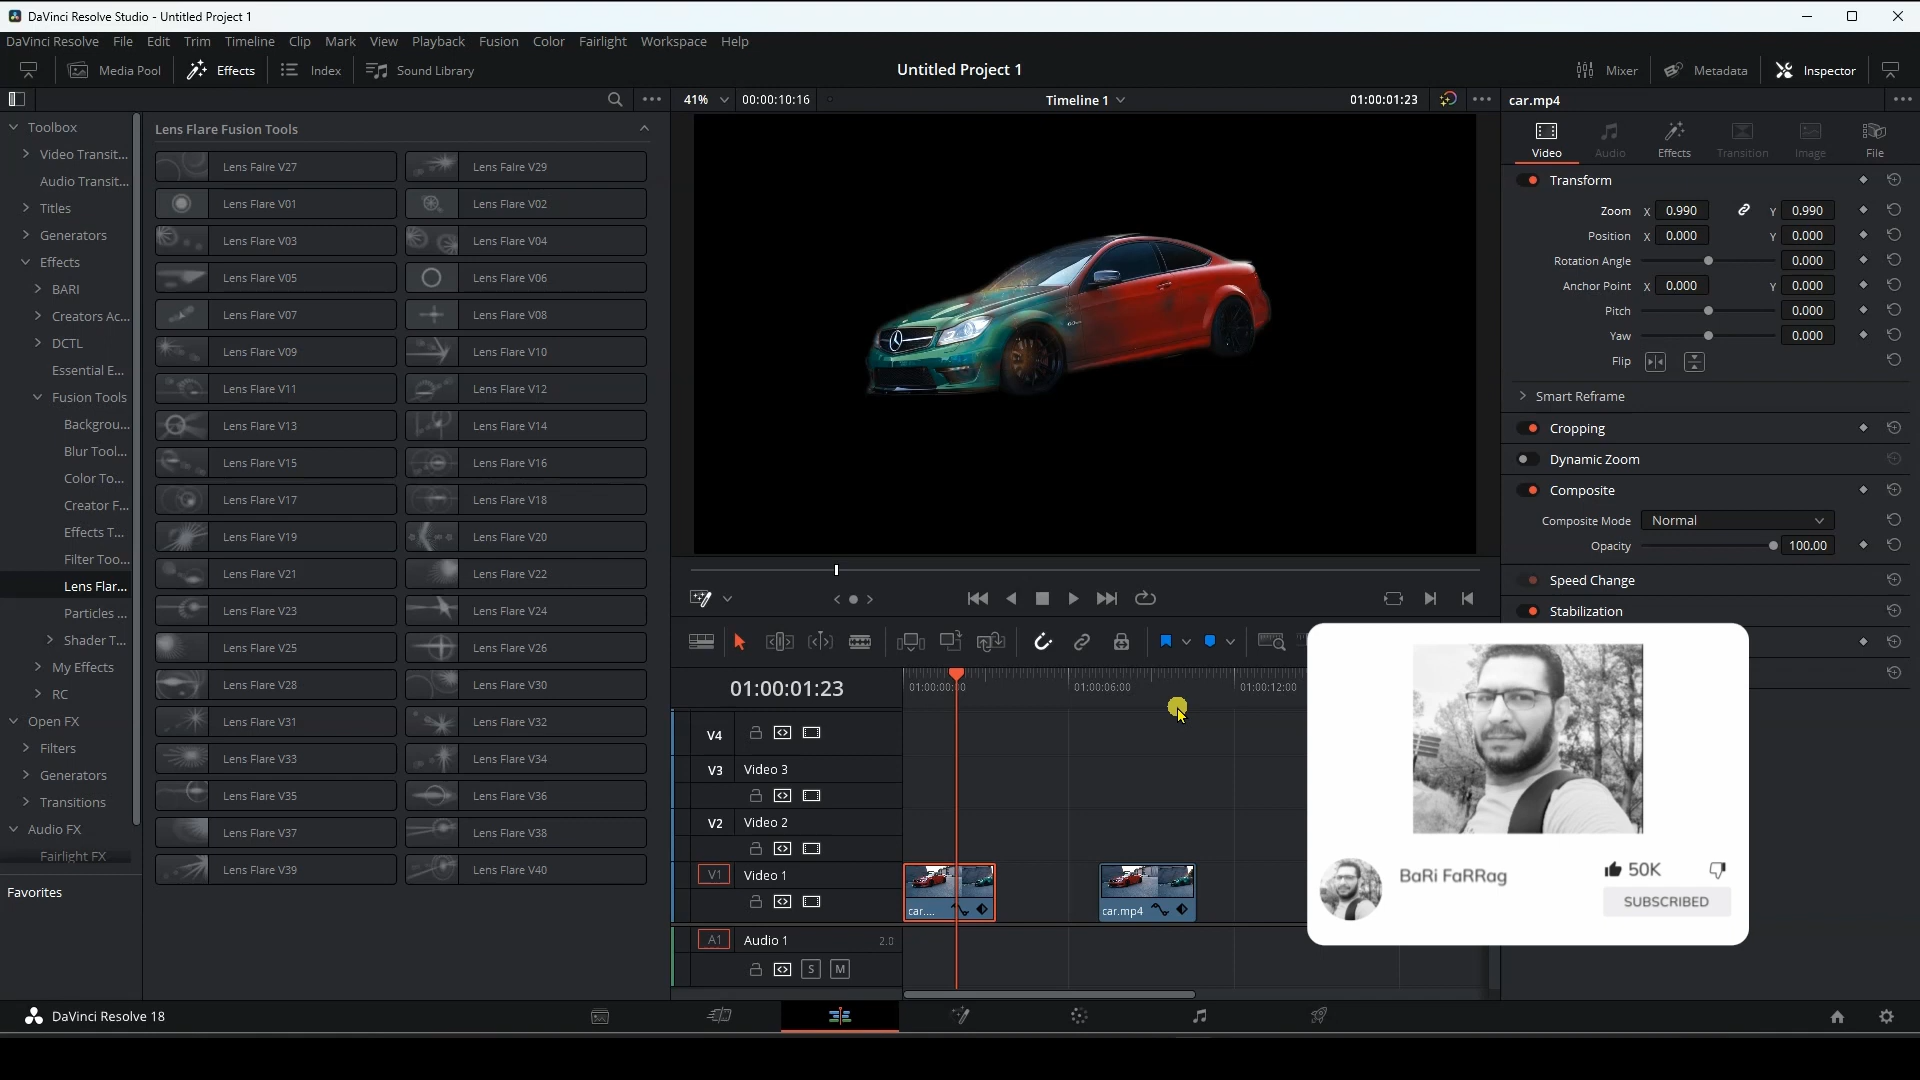 DaVinci Resolve Studio - Untitled Project 1
DaVinci Resolve File Edit Trim Timeline Clip Mark View Playback Fusion Color Fairlight Workspace Help
Media Pool Effects Index Sound Library Untitled Project 1 Mixer Metadata Inspector
41% 00:00:10:16 Timeline 1 01:00:01:23 car.mp4
Toolbox
Video Transit...
Audio Transit...
Titles
Generators
Effects
BARI
Creators Ac...
DCTL
Essential E...
Fusion Tools
Backgrou...
Blur Tool...
Color To...
Creator F...
Effects T...
Filter Too...
Lens Flar...
Particles ...
Shader T...
My Effects
RC
Open FX
Filters
Generators
Transitions
Audio FX
Fairlight FX
Favorites
Lens Flare Fusion Tools
Lens Falre V27 Lens Falre V29
Lens Flare V01 Lens Flare V02
Lens Flare V03 Lens Flare V04
Lens Flare V05 Lens Flare V06
Lens Flare V07 Lens Flare V08
Lens Flare V09 Lens Flare V10
Lens Flare V11 Lens Flare V12
Lens Flare V13 Lens Flare V14
Lens Flare V15 Lens Flare V16
Lens Flare V17 Lens Flare V18
Lens Flare V19 Lens Flare V20
Lens Flare V21 Lens Flare V22
Lens Flare V23 Lens Flare V24
Lens Flare V25 Lens Flare V26
Lens Flare V28 Lens Flare V30
Lens Flare V31 Lens Flare V32
Lens Flare V33 Lens Flare V34
Lens Flare V35 Lens Flare V36
Lens Flare V37 Lens Flare V38
Lens Flare V39 Lens Flare V40
Video Audio Effects Transition Image File
Transform
Zoom X 0.990 Y 0.990
Position X 0.000 Y 0.000
Rotation Angle 0.000
Anchor Point X 0.000 Y 0.000
Pitch 0.000
Yaw 0.000
Flip
Smart Reframe
Cropping
Dynamic Zoom
Composite
Composite Mode Normal
Opacity 100.00
Speed Change
Stabilization
01:00:01:23 01:00:00:00 01:00:06:00 01:00:12:00
V4
V3 Video 3
V2 Video 2
V1 Video 1
car.... car.mp4
A1 Audio 1 2.0
S M
BaRi FaRRag 50K
SUBSCRIBED
DaVinci Resolve 18